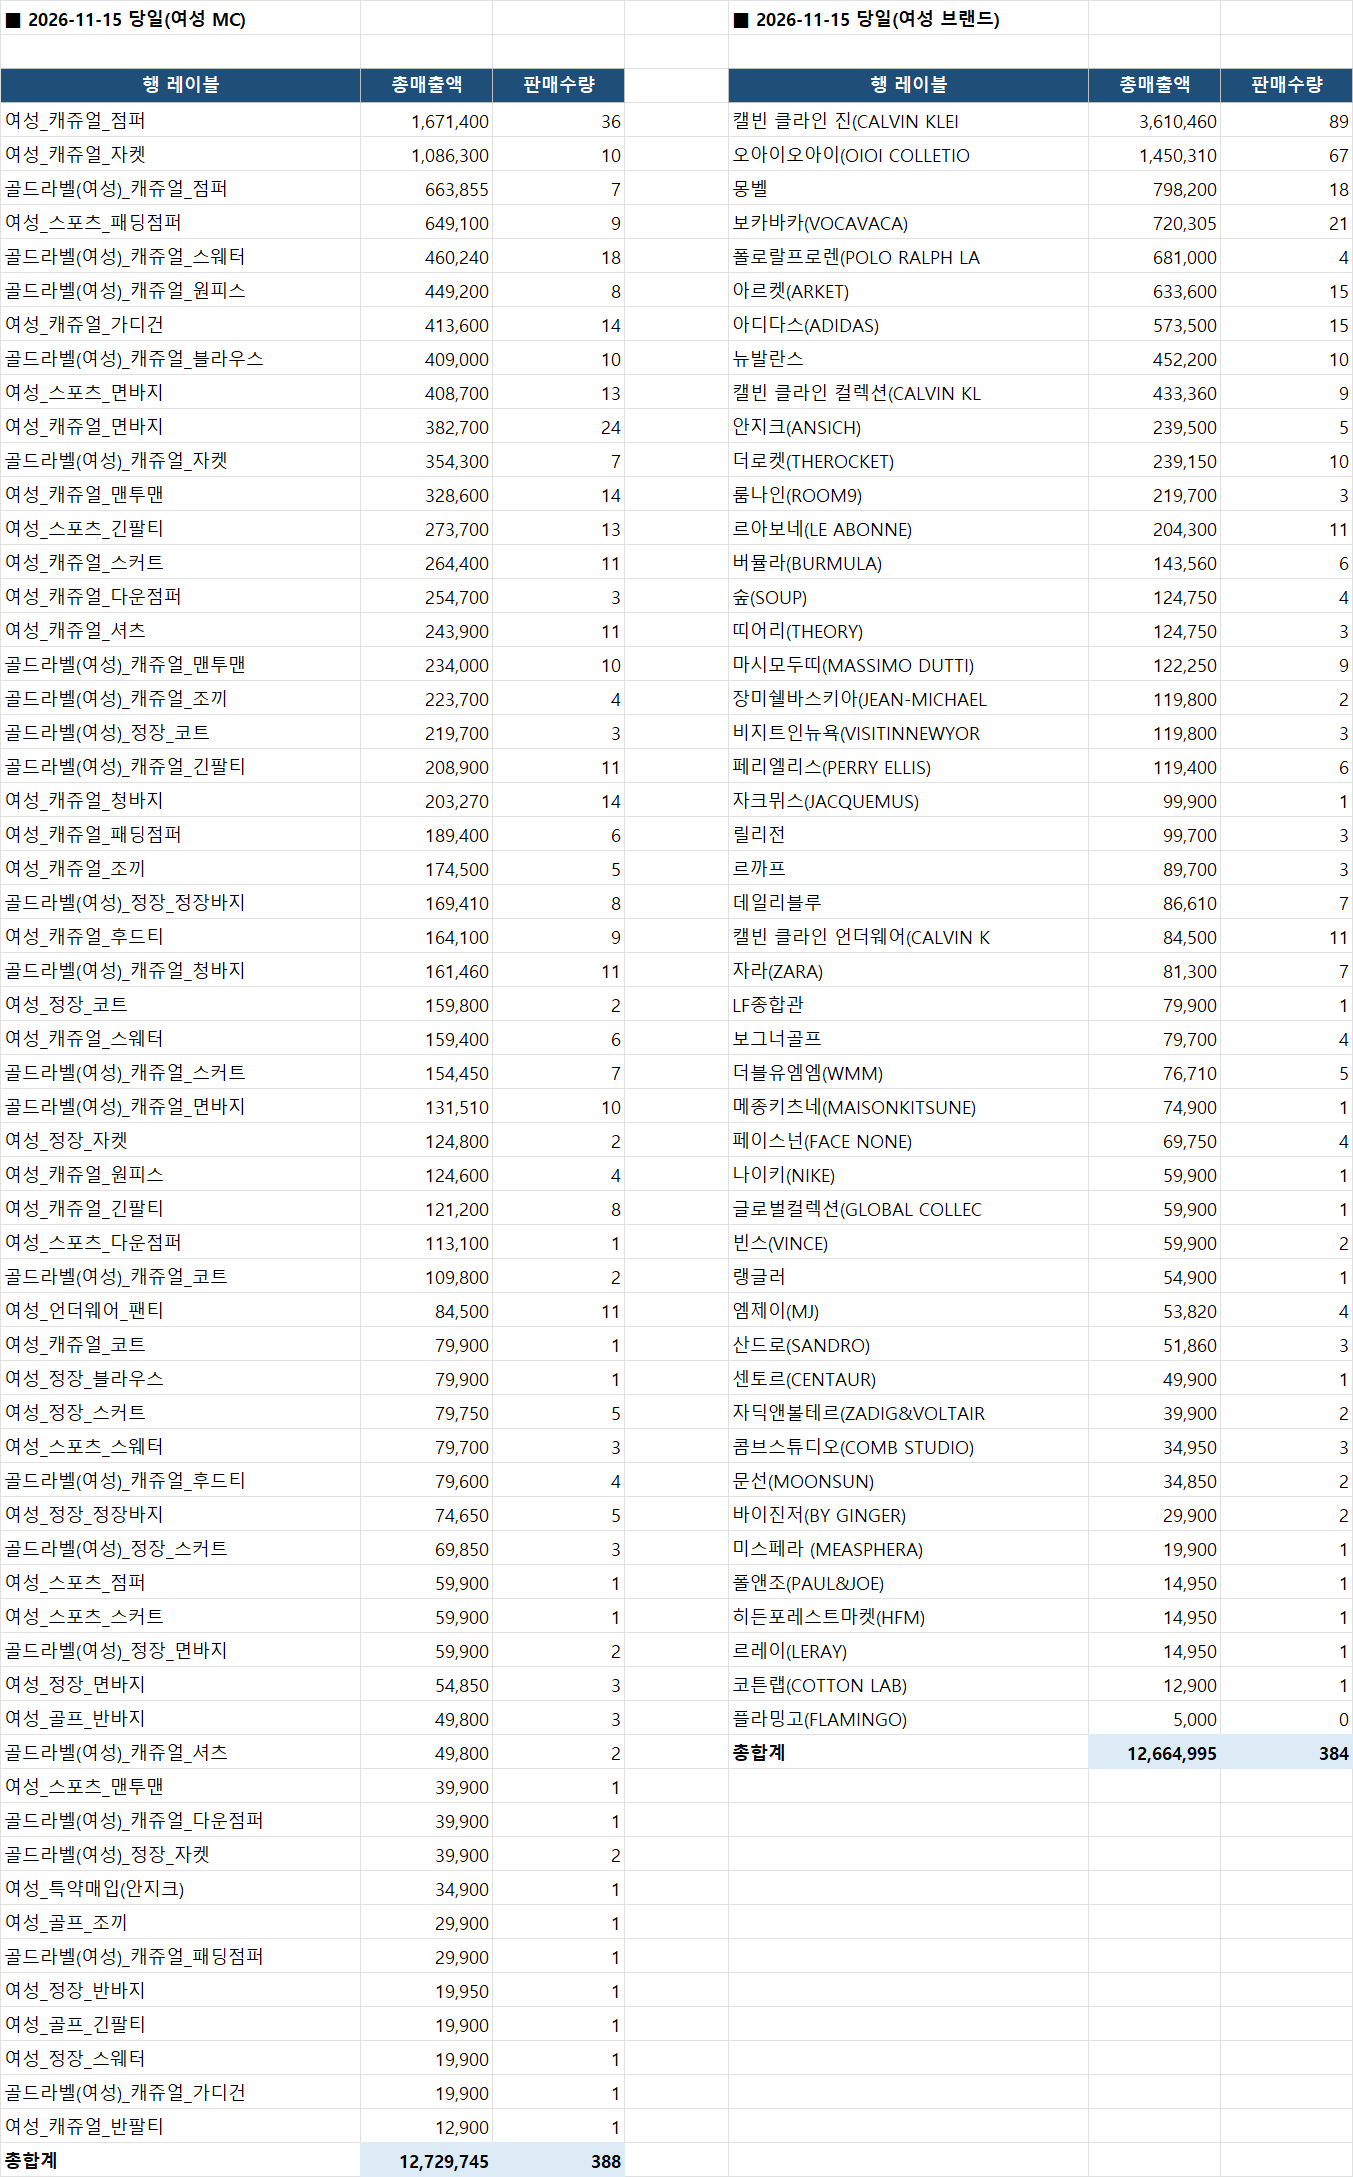 ■ 2026-11-15 당일(여성 MC) ■ 2026-11-15 당일(여성 브랜드)
행 레이블 총매출액 판매수량 행 레이블 총매출액 판매수량
여성_캐쥬얼_점퍼 1,671,400 36 캘빈 클라인 진(CALVIN KLEI 3,610,460 89
여성_캐쥬얼_자켓 1,086,300 10 오아이오아이(OIOI COLLETIO 1,450,310 67
골드라벨(여성)_캐쥬얼_점퍼 663,855 7 몽벨 798,200 18
여성_스포츠_패딩점퍼 649,100 9 보카바카(VOCAVACA) 720,305 21
골드라벨(여성)_캐쥬얼_스웨터 460,240 18 폴로랄프로렌(POLO RALPH LA 681,000 4
골드라벨(여성)_캐쥬얼_원피스 449,200 8 아르켓(ARKET) 633,600 15
여성_캐쥬얼_가디건 413,600 14 아디다스(ADIDAS) 573,500 15
골드라벨(여성)_캐쥬얼_블라우스 409,000 10 뉴발란스 452,200 10
여성_스포츠_면바지 408,700 13 캘빈 클라인 컬렉션(CALVIN KL 433,360 9
여성_캐쥬얼_면바지 382,700 24 안지크(ANSICH) 239,500 5
골드라벨(여성)_캐쥬얼_자켓 354,300 7 더로켓(THEROCKET) 239,150 10
여성_캐쥬얼_맨투맨 328,600 14 룸나인(ROOM9) 219,700 3
여성_스포츠_긴팔티 273,700 13 르아보네(LE ABONNE) 204,300 11
여성_캐쥬얼_스커트 264,400 11 버뮬라(BURMULA) 143,560 6
여성_캐쥬얼_다운점퍼 254,700 3 숲(SOUP) 124,750 4
여성_캐쥬얼_셔츠 243,900 11 띠어리(THEORY) 124,750 3
골드라벨(여성)_캐쥬얼_맨투맨 234,000 10 마시모두띠(MASSIMO DUTTI) 122,250 9
골드라벨(여성)_캐쥬얼_조끼 223,700 4 장미쉘바스키아(JEAN-MICHAEL 119,800 2
골드라벨(여성)_정장_코트 219,700 3 비지트인뉴욕(VISITINNEWYOR 119,800 3
골드라벨(여성)_캐쥬얼_긴팔티 208,900 11 페리엘리스(PERRY ELLIS) 119,400 6
여성_캐쥬얼_청바지 203,270 14 자크뮈스(JACQUEMUS) 99,900 1
여성_캐쥬얼_패딩점퍼 189,400 6 릴리전 99,700 3
여성_캐쥬얼_조끼 174,500 5 르까프 89,700 3
골드라벨(여성)_정장_정장바지 169,410 8 데일리블루 86,610 7
여성_캐쥬얼_후드티 164,100 9 캘빈 클라인 언더웨어(CALVIN K 84,500 11
골드라벨(여성)_캐쥬얼_청바지 161,460 11 자라(ZARA) 81,300 7
여성_정장_코트 159,800 2 LF종합관 79,900 1
여성_캐쥬얼_스웨터 159,400 6 보그너골프 79,700 4
골드라벨(여성)_캐쥬얼_스커트 154,450 7 더블유엠엠(WMM) 76,710 5
골드라벨(여성)_캐쥬얼_면바지 131,510 10 메종키츠네(MAISONKITSUNE) 74,900 1
여성_정장_자켓 124,800 2 페이스넌(FACE NONE) 69,750 4
여성_캐쥬얼_원피스 124,600 4 나이키(NIKE) 59,900 1
여성_캐쥬얼_긴팔티 121,200 8 글로벌컬렉션(GLOBAL COLLEC 59,900 1
여성_스포츠_다운점퍼 113,100 1 빈스(VINCE) 59,900 2
골드라벨(여성)_캐쥬얼_코트 109,800 2 랭글러 54,900 1
여성_언더웨어_팬티 84,500 11 엠제이(MJ) 53,820 4
여성_캐쥬얼_코트 79,900 1 산드로(SANDRO) 51,860 3
여성_정장_블라우스 79,900 1 센토르(CENTAUR) 49,900 1
여성_정장_스커트 79,750 5 자딕앤볼테르(ZADIG&VOLTAIR 39,900 2
여성_스포츠_스웨터 79,700 3 콤브스튜디오(COMB STUDIO) 34,950 3
골드라벨(여성)_캐쥬얼_후드티 79,600 4 문선(MOONSUN) 34,850 2
여성_정장_정장바지 74,650 5 바이진저(BY GINGER) 29,900 2
골드라벨(여성)_정장_스커트 69,850 3 미스페라 (MEASPHERA) 19,900 1
여성_스포츠_점퍼 59,900 1 폴앤조(PAUL&JOE) 14,950 1
여성_스포츠_스커트 59,900 1 히든포레스트마켓(HFM) 14,950 1
골드라벨(여성)_정장_면바지 59,900 2 르레이(LERAY) 14,950 1
여성_정장_면바지 54,850 3 코튼랩(COTTON LAB) 12,900 1
여성_골프_반바지 49,800 3 플라밍고(FLAMINGO) 5,000 0
골드라벨(여성)_캐쥬얼_셔츠 49,800 2 총합계 12,664,995 384
여성_스포츠_맨투맨 39,900 1
골드라벨(여성)_캐쥬얼_다운점퍼 39,900 1
골드라벨(여성)_정장_자켓 39,900 2
여성_특약매입(안지크) 34,900 1
여성_골프_조끼 29,900 1
골드라벨(여성)_캐쥬얼_패딩점퍼 29,900 1
여성_정장_반바지 19,950 1
여성_골프_긴팔티 19,900 1
여성_정장_스웨터 19,900 1
골드라벨(여성)_캐쥬얼_가디건 19,900 1
여성_캐쥬얼_반팔티 12,900 1
총합계 12,729,745 388